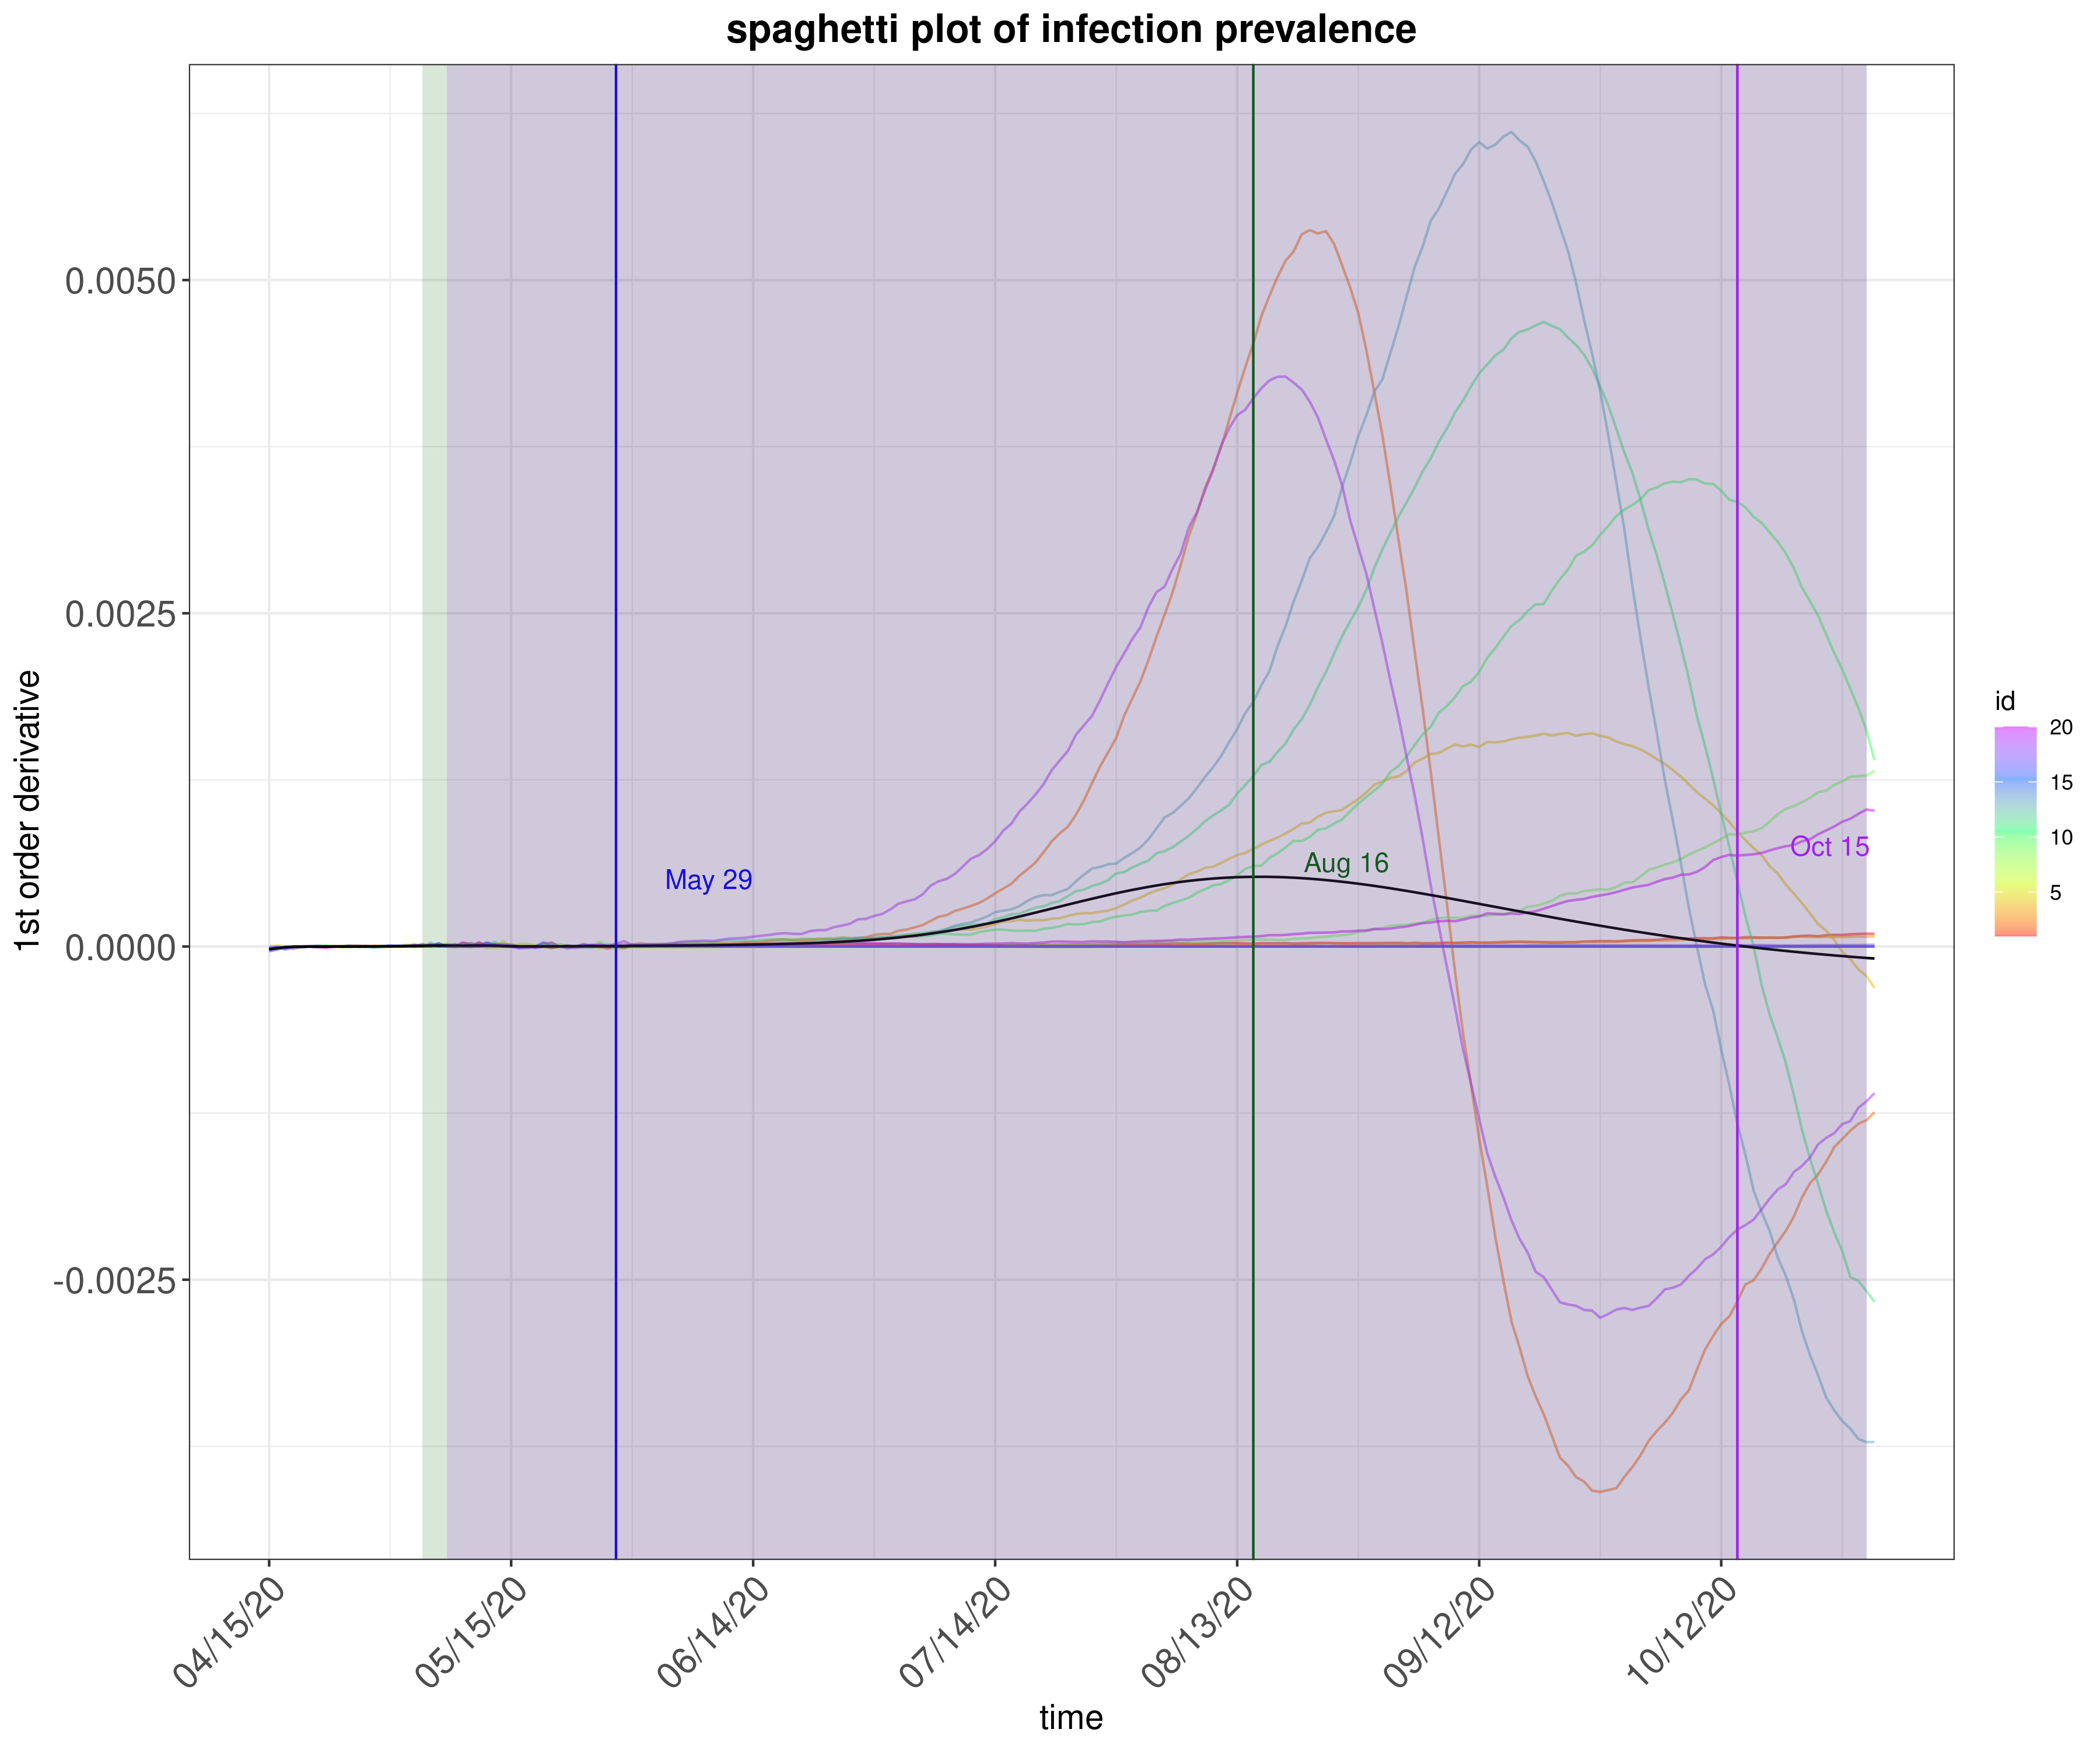 spaghetti plot of infection prevalence
1st order derivative
0.0050
0.0025
0.0000
-0.0025
May 29
Aug 16
Oct 15
id
20
15
10
5
04/15/20
05/15/20
06/14/20
07/14/20
08/13/20
09/12/20
10/12/20
time